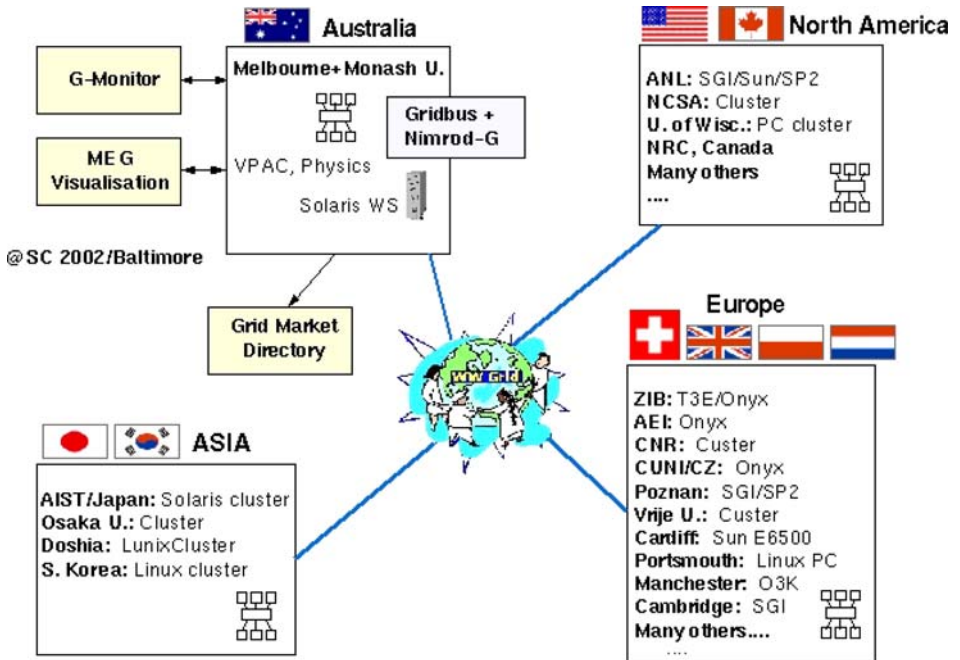 Australia
G-Monitor
Melbourne+ Monash U.
Gridbus +
Nimrod-G
MEG
Visualisation
VPAC, Physics
Solaris WS
@SC 2002/Baltimore
Grid Market
Directory
North America
ANL: SGI/Sun/SP2
NCSA: Cluster
U. of Wisc.: PC cluster
NRC, Canada
Many others
....
WW Grid
Europe
ZIB: T3E/Onyx
AEI: Onyx
CNR: Custer
CUNI/CZ: Onyx
Poznan: SGI/SP2
Vrije U.: Custer
Cardiff: Sun E6500
Portsmouth: Linux PC
Manchester: O3K
Cambridge: SGI
Many others....
....
ASIA
AIST/Japan: Solaris cluster
Osaka U.: Cluster
Doshia: LunixCluster
S. Korea: Linux cluster